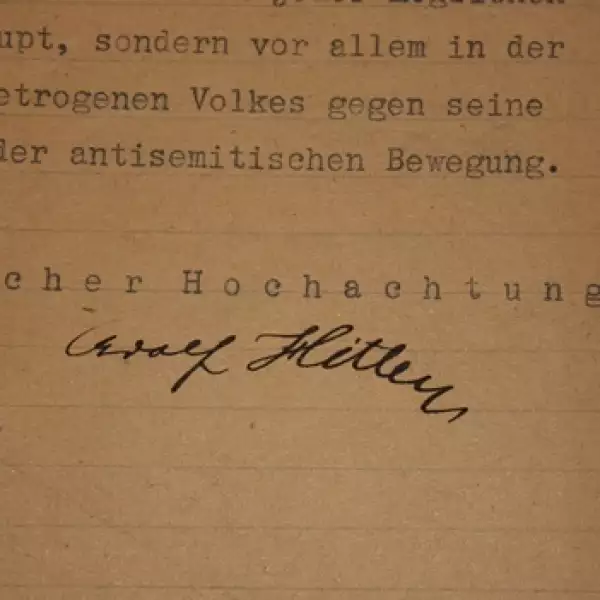 upt, sondern vor allem in der
etrogenen Volkes gegen seine
der antisemitischen Bewegung.
cher Hochachtung
Adolf Hitler